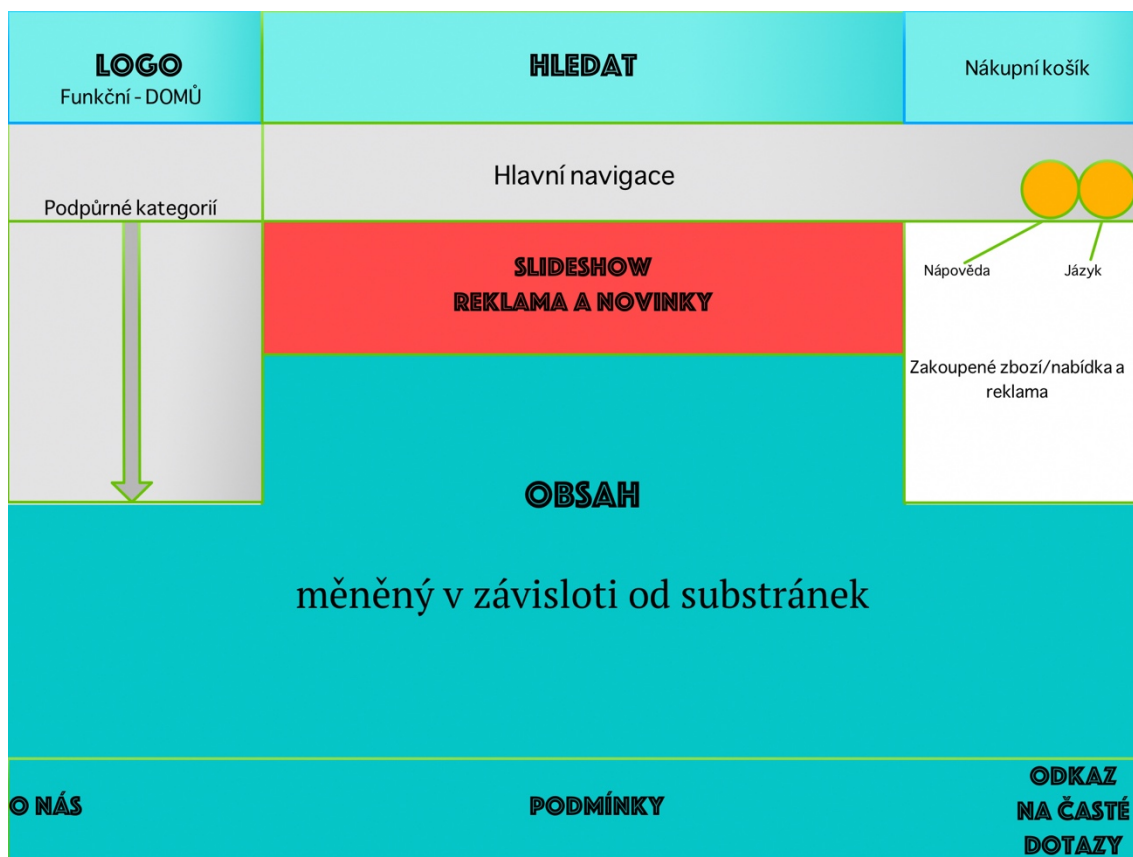 LOGO
Funkční - DOMŮ
HLEDAT
Nákupní košík
Hlavní navigace
Podpůrné kategorií
SLIDESHOW
REKLAMA A NOVINKY
Nápověda
Jázyk
Zakoupené zboží/nabídka a
reklama
OBSAH
měněný v závisloti od substránek
O NÁS
PODMÍNKY
ODKAZ
NA ČASTÉ
DOTAZY